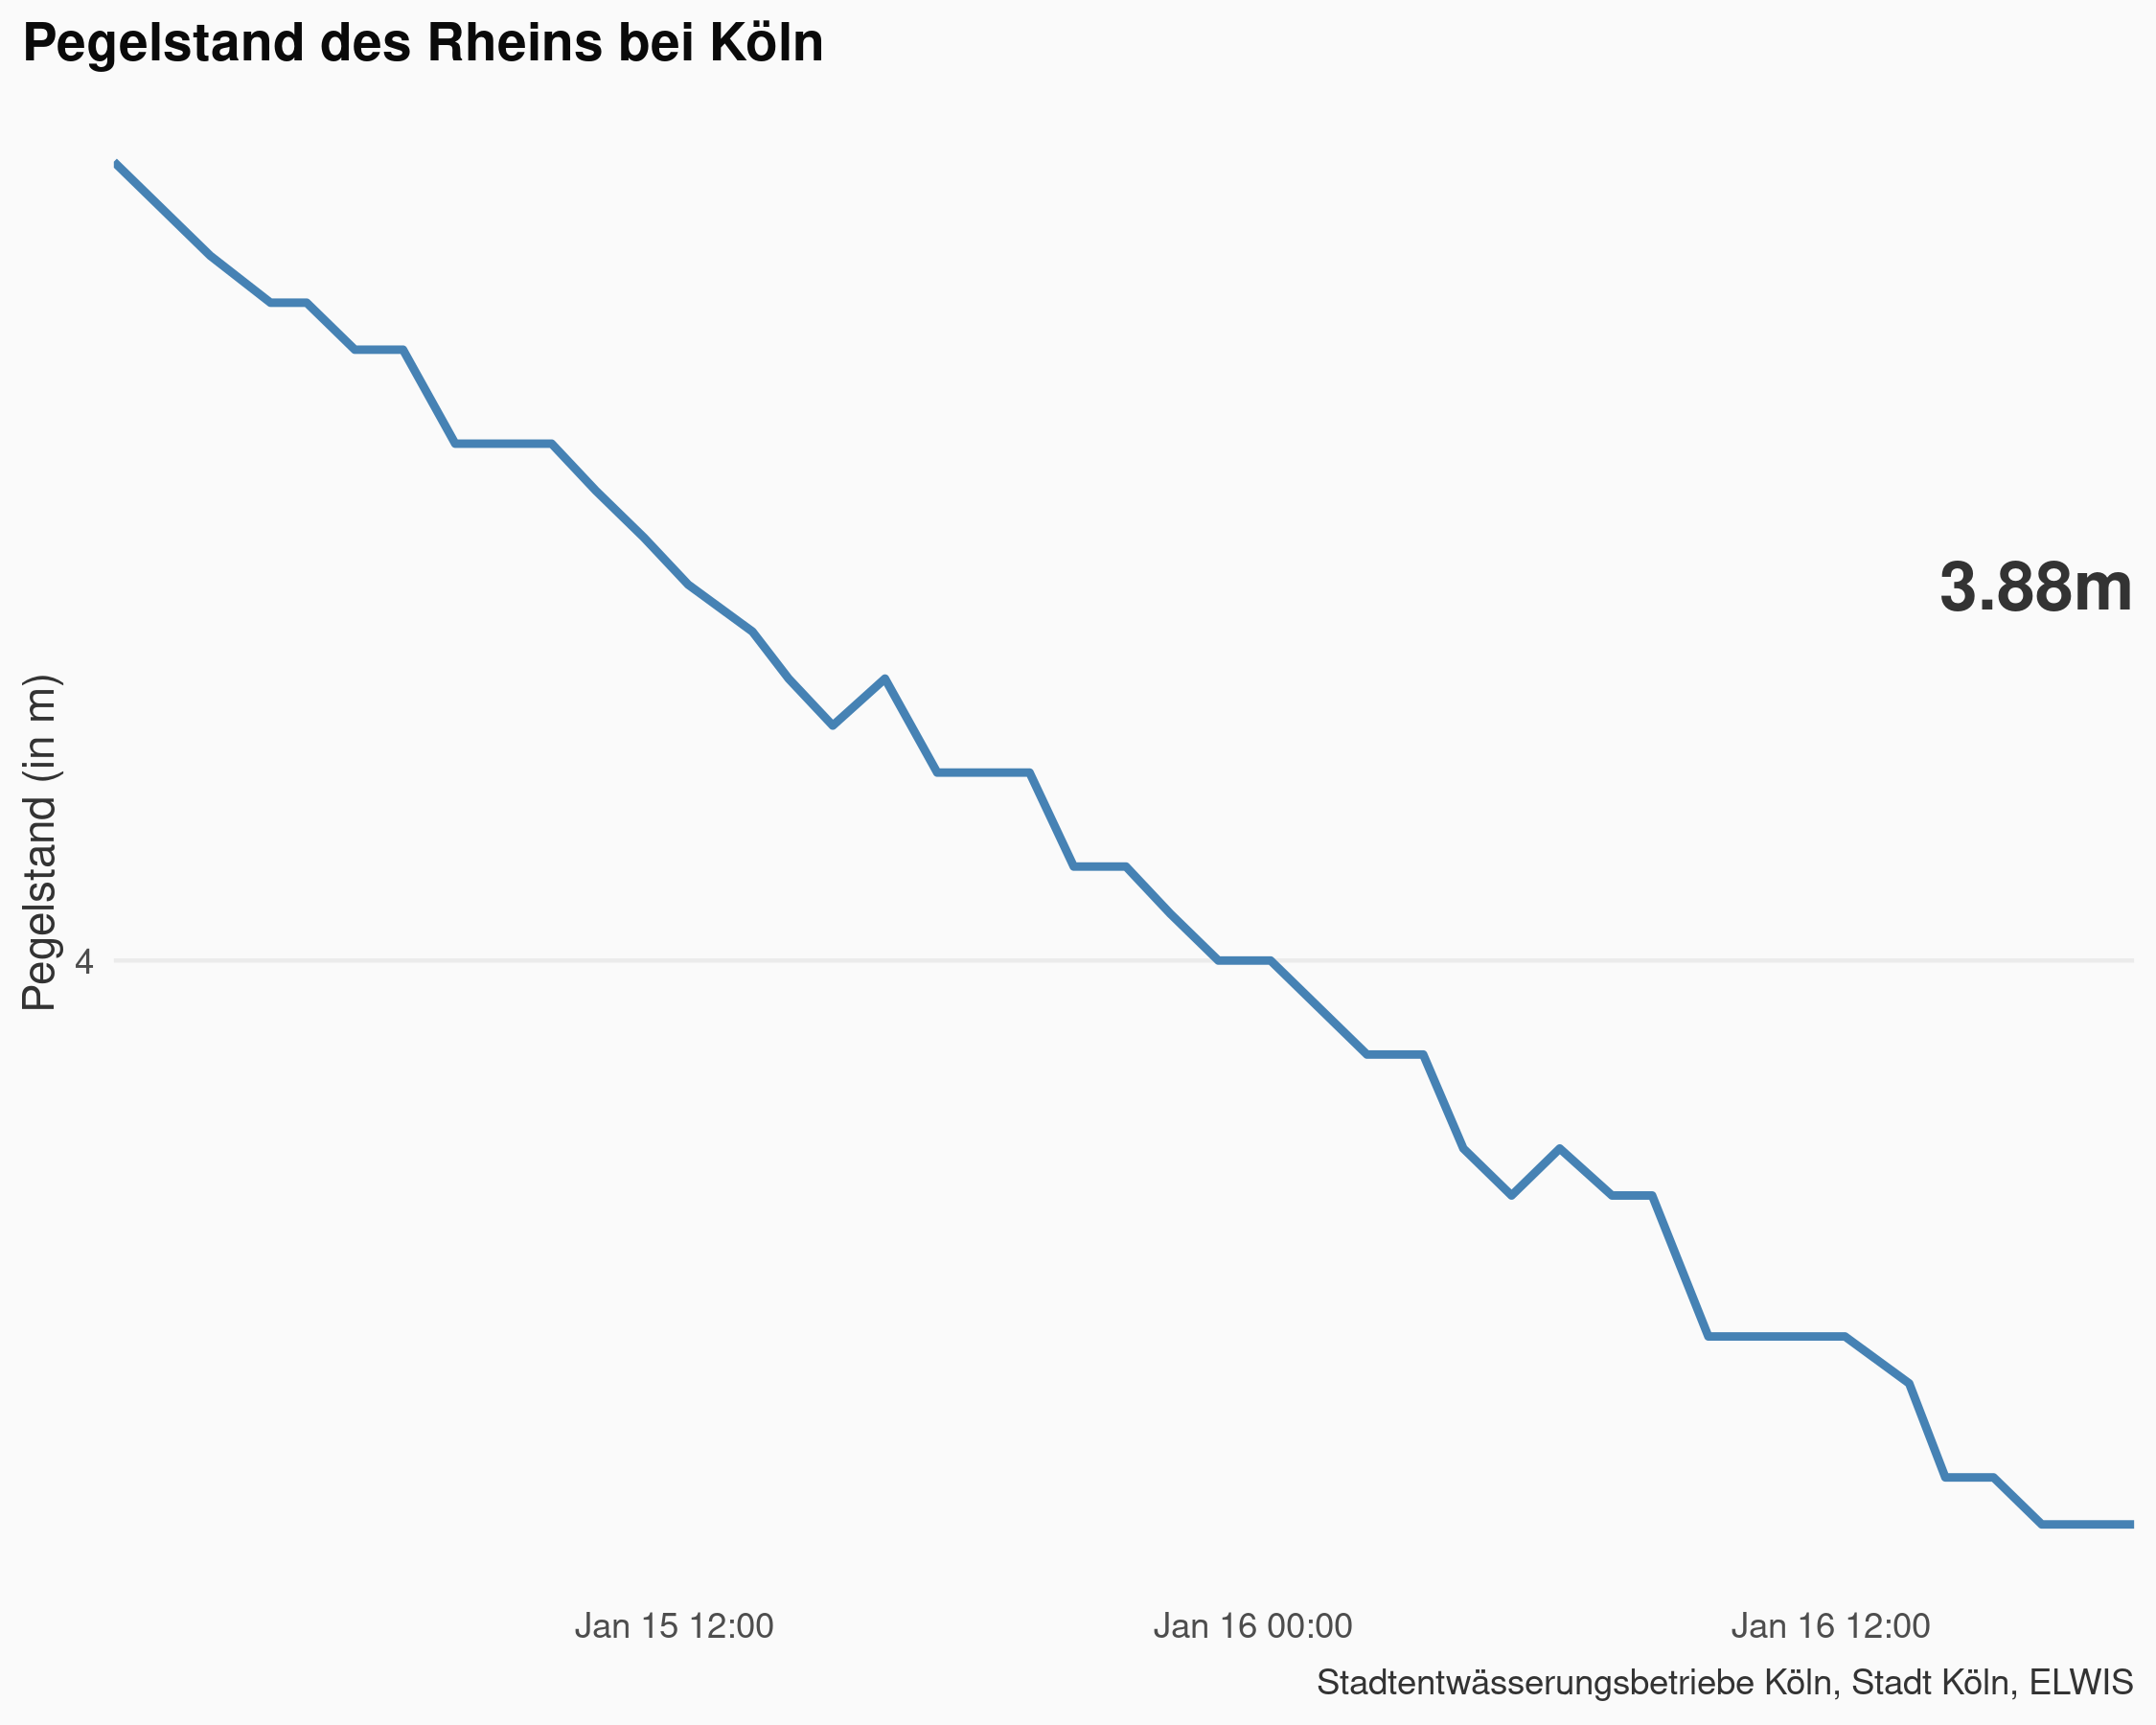 Pegelstand des Rheins bei Köln
3.88m
Pegelstand (in m)
4
Jan 15 12:00
Jan 16 00:00
Jan 16 12:00
Stadtentwässerungsbetriebe Köln, Stadt Köln, ELWIS